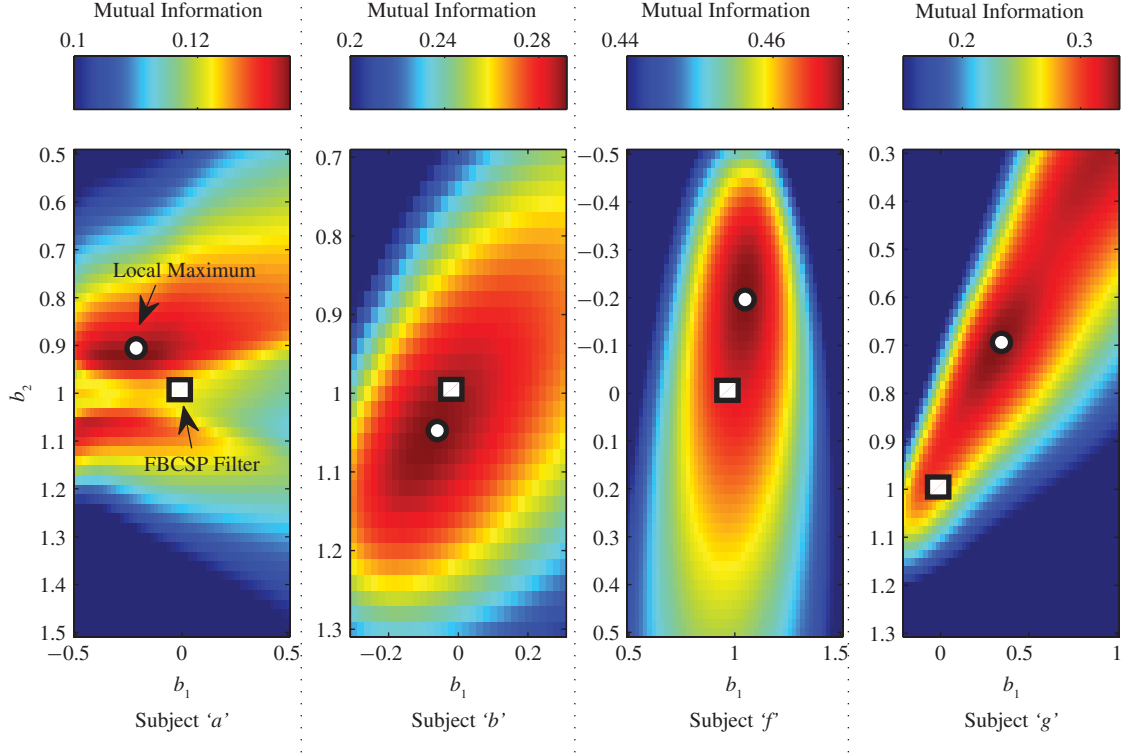 Mutual Information Mutual Information Mutual Information Mutual Information
0.1 0.12 0.2 0.24 0.28 0.44 0.46 0.2 0.3
0.5
0.6
0.7
0.8
0.9
1
1.1
1.2
1.3
1.4
1.5
b2
Local Maximum
FBCSP Filter
−0.5 0 0.5
b1
Subject ‘a’
0.7
0.8
0.9
1
1.1
1.2
1.3
−0.2 0 0.2
b1
Subject ‘b’
−0.5
−0.4
−0.3
−0.2
−0.1
0
0.1
0.2
0.3
0.4
0.5
0.5 1 1.5
b1
Subject ‘f’
0.3
0.4
0.5
0.6
0.7
0.8
0.9
1
1.1
1.2
1.3
0 0.5 1
b1
Subject ‘g’